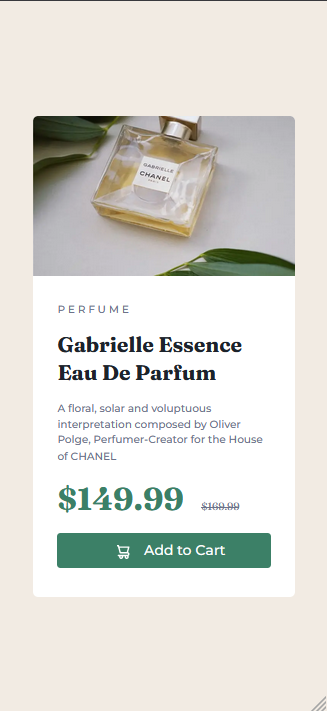 GABRIELLE
CHANEL
PERFUME
Gabrielle Essence
Eau De Parfum
A floral, solar and voluptuous
interpretation composed by Oliver
Polge, Perfumer-Creator for the House
of CHANEL
$149.99 $169.99
Add to Cart